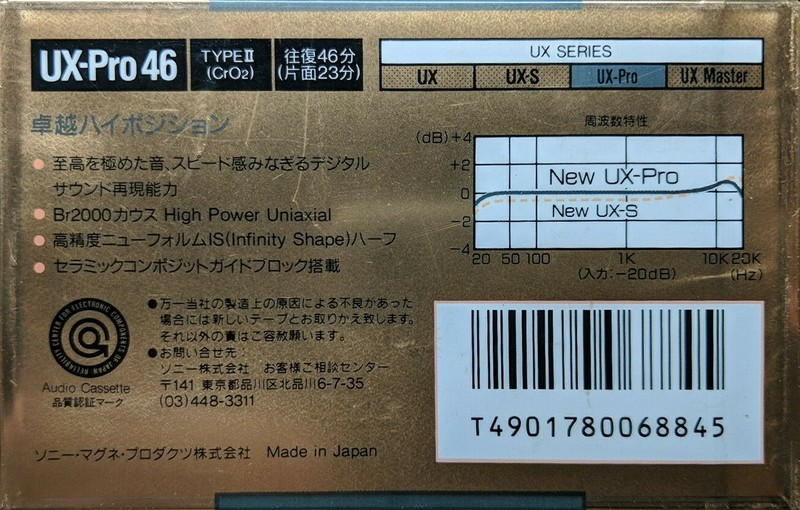 UX-Pro 46
TYPEⅡ
(CrO2)
往復46分
(片面23分)
UX SERIES
UX UX-S UX-Pro UX Master
卓越ハイポジション
● 至高を極めた音、スピード感みなぎるデジタル
サウンド再現能力
● Br2000ガウス High Power Uniaxial
● 高精度ニューフォルムIS(Infinity Shape)ハーフ
● セラミックコンポジットガイドブロック搭載
周波数特性
(dB) +4
+2
0
−2
−4
New UX-Pro
New UX-S
20 50 100 1K 10K 23K
(入力:−20dB) (Hz)
RELIABILITY CENTER FOR ELECTRONIC COMPONENTS OF JAPAN
Audio Cassette
品質認証マーク
●万一当社の製造上の原因による不良があった
場合には新しいテープとお取りかえ致します。
それ以外の責はご容赦願います。
●お問い合せ先:
ソニー株式会社 お客様ご相談センター
〒141 東京都品川区北品川6-7-35
(03)448-3311
ソニー・マグネ・プロダクツ株式会社 Made in Japan
T4901780068845